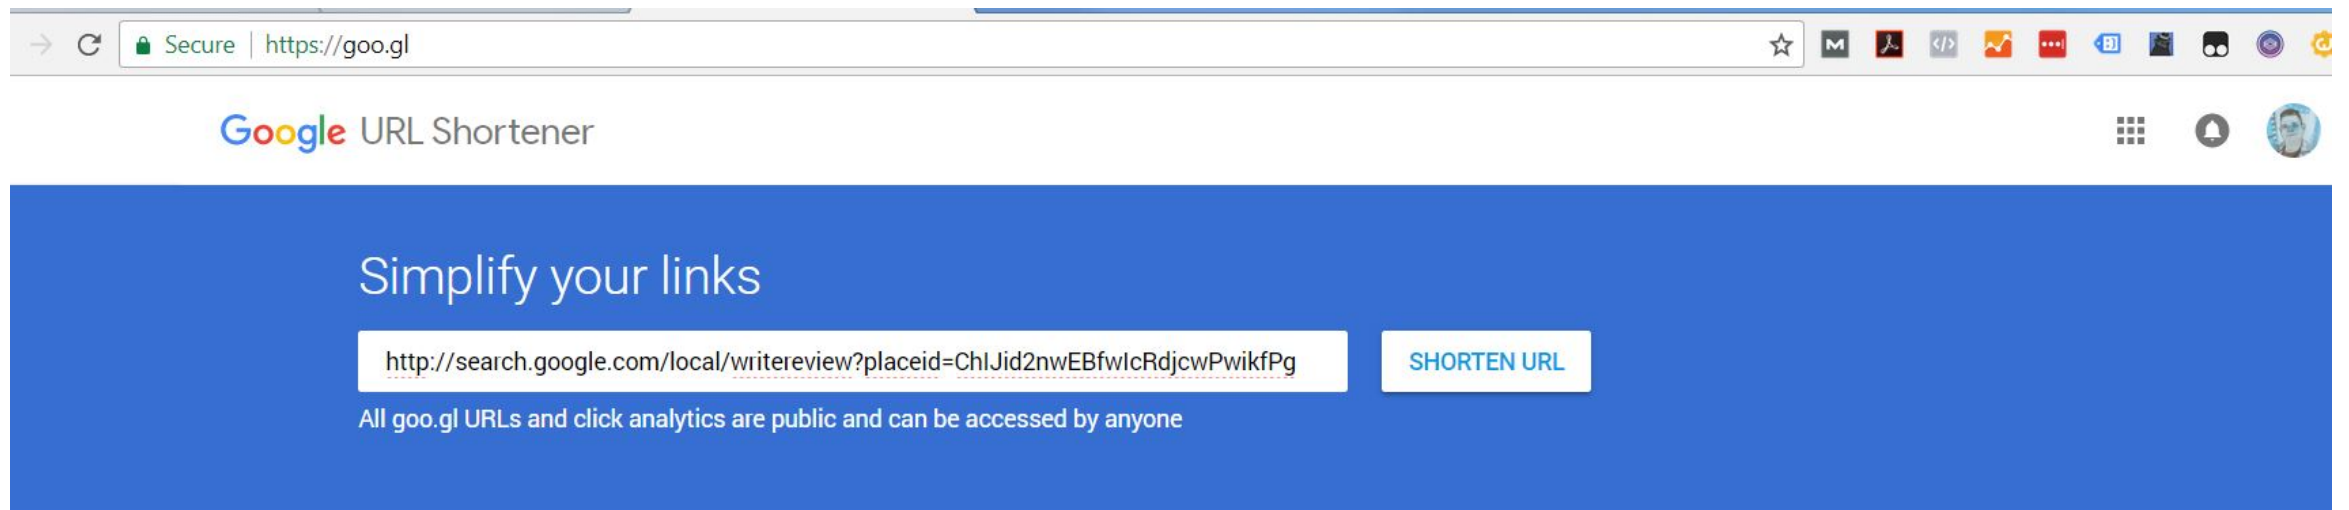 Secure | https://goo.gl
Google URL Shortener
Simplify your links
http://search.google.com/local/writereview?placeid=ChIJid2nwEBfwIcRdjcwPwikfPg
SHORTEN URL
All goo.gl URLs and click analytics are public and can be accessed by anyone